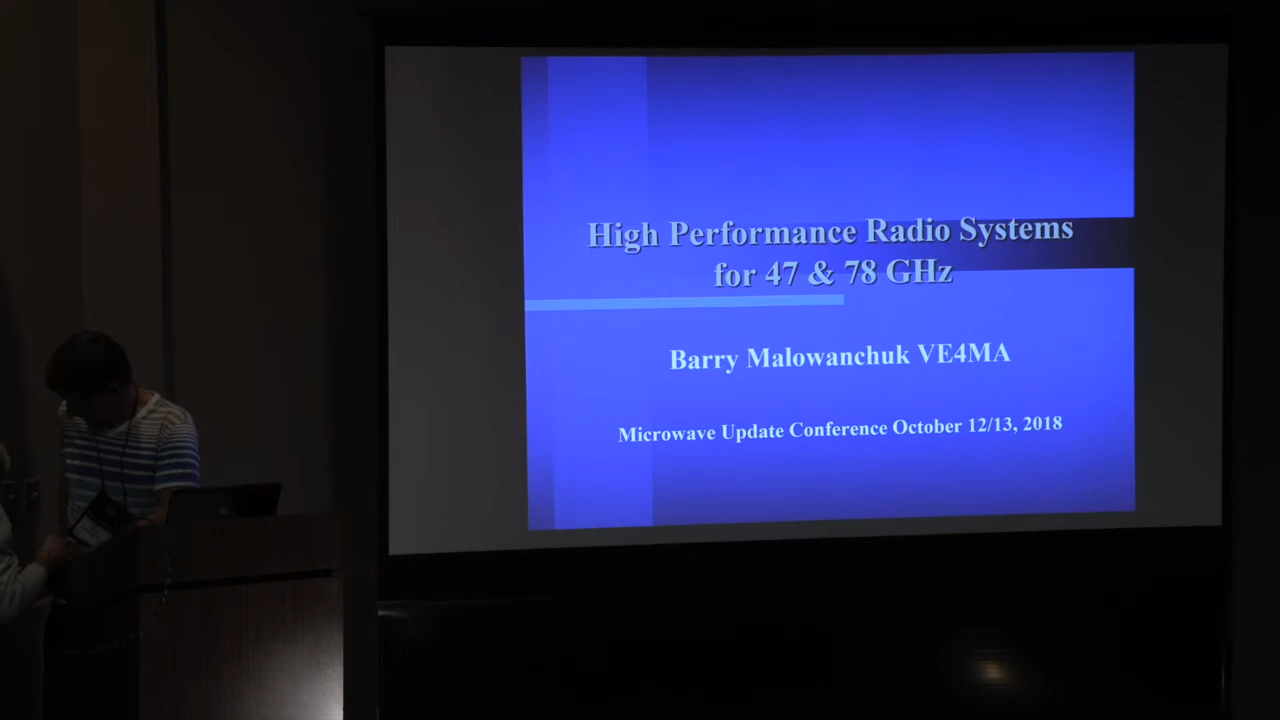 High Performance Radio Systems
for 47 & 78 GHz
Barry Malowanchuk VE4MA
Microwave Update Conference October 12/13, 2018